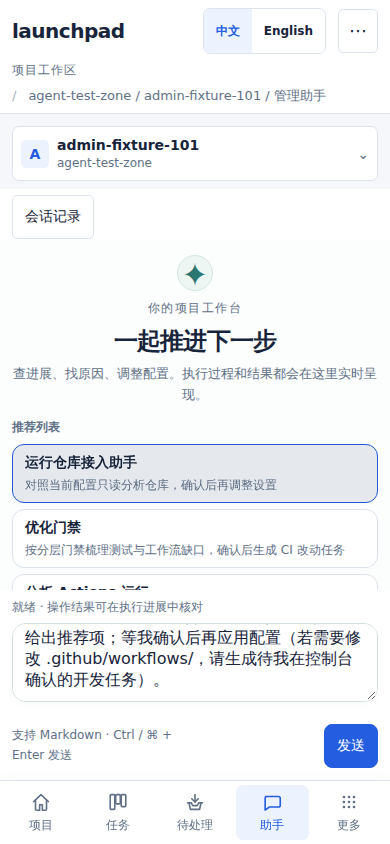 launchpad
中文
English
项目工作区
/ agent-test-zone / admin-fixture-101 / 管理助手
A
admin-fixture-101
agent-test-zone
会话记录
你的项目工作台
一起推进下一步
查进展、找原因、调整配置。执行过程和结果都会在这里实时呈
现。
推荐列表
运行仓库接入助手
对照当前配置只读分析仓库，确认后再调整设置
优化门禁
按分层门禁梳理测试与工作流缺口，确认后生成 CI 改动任务
分析 Actions 运行
就绪 · 操作结果可在执行进展中核对
给出推荐项；等我确认后再应用配置（若需要修
改 .github/workflows/，请生成待我在控制台
确认的开发任务）。
支持 Markdown · Ctrl / ⌘ +
Enter 发送
发送
项目
任务
待处理
助手
更多